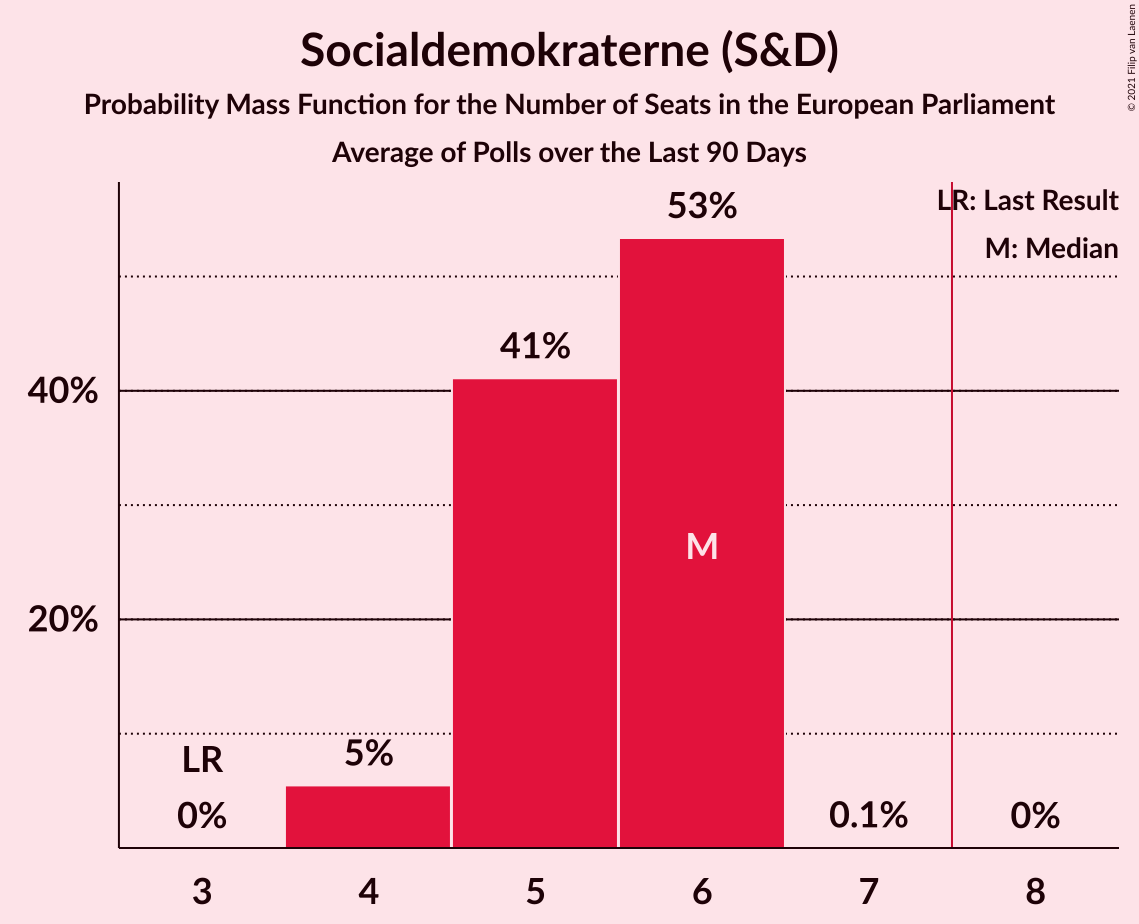 Socialdemokraterne (S&D)
Probability Mass Function for the Number of Seats in the European Parliament
Average of Polls over the Last 90 Days
© 2021 Filip van Laenen
LR: Last Result
M: Median
53%
41%
40%
M
20%
LR
5%
0%
0.1%
0%
3 4 5 6 7 8